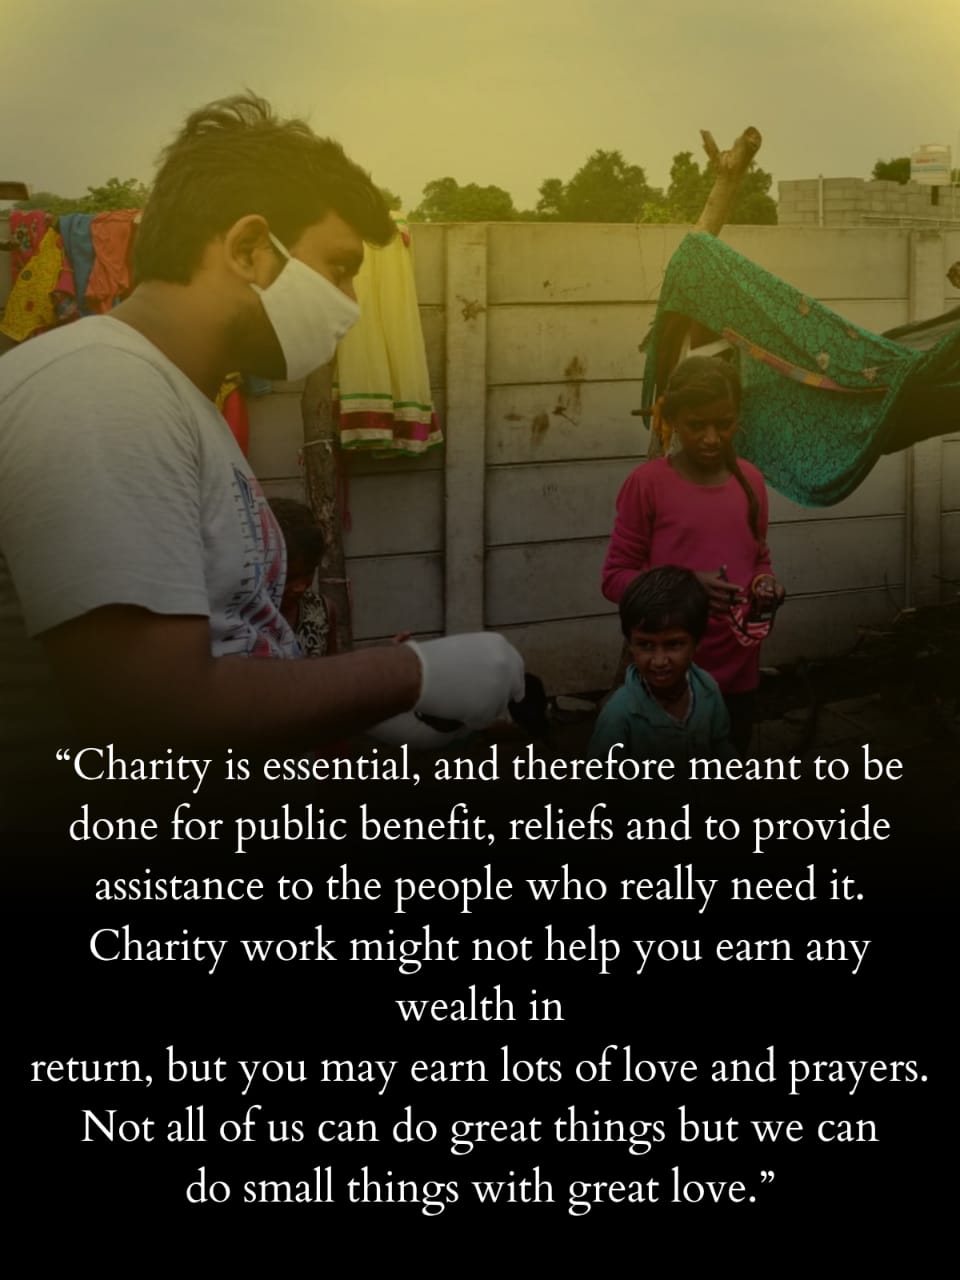 “Charity is essential, and therefore meant to be
done for public benefit, reliefs and to provide
assistance to the people who really need it.
Charity work might not help you earn any
wealth in
return, but you may earn lots of love and prayers.
Not all of us can do great things but we can
do small things with great love.”